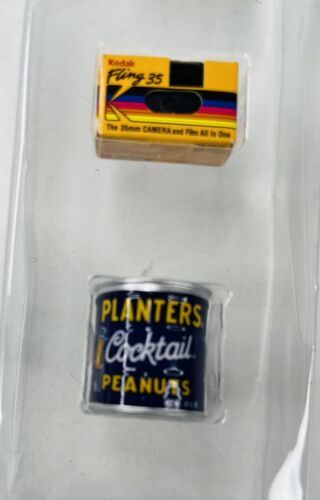 Kodak
Fling 35
The 35mm CAMERA and Film All In One
PLANTERS
Cocktail
PEANUTS